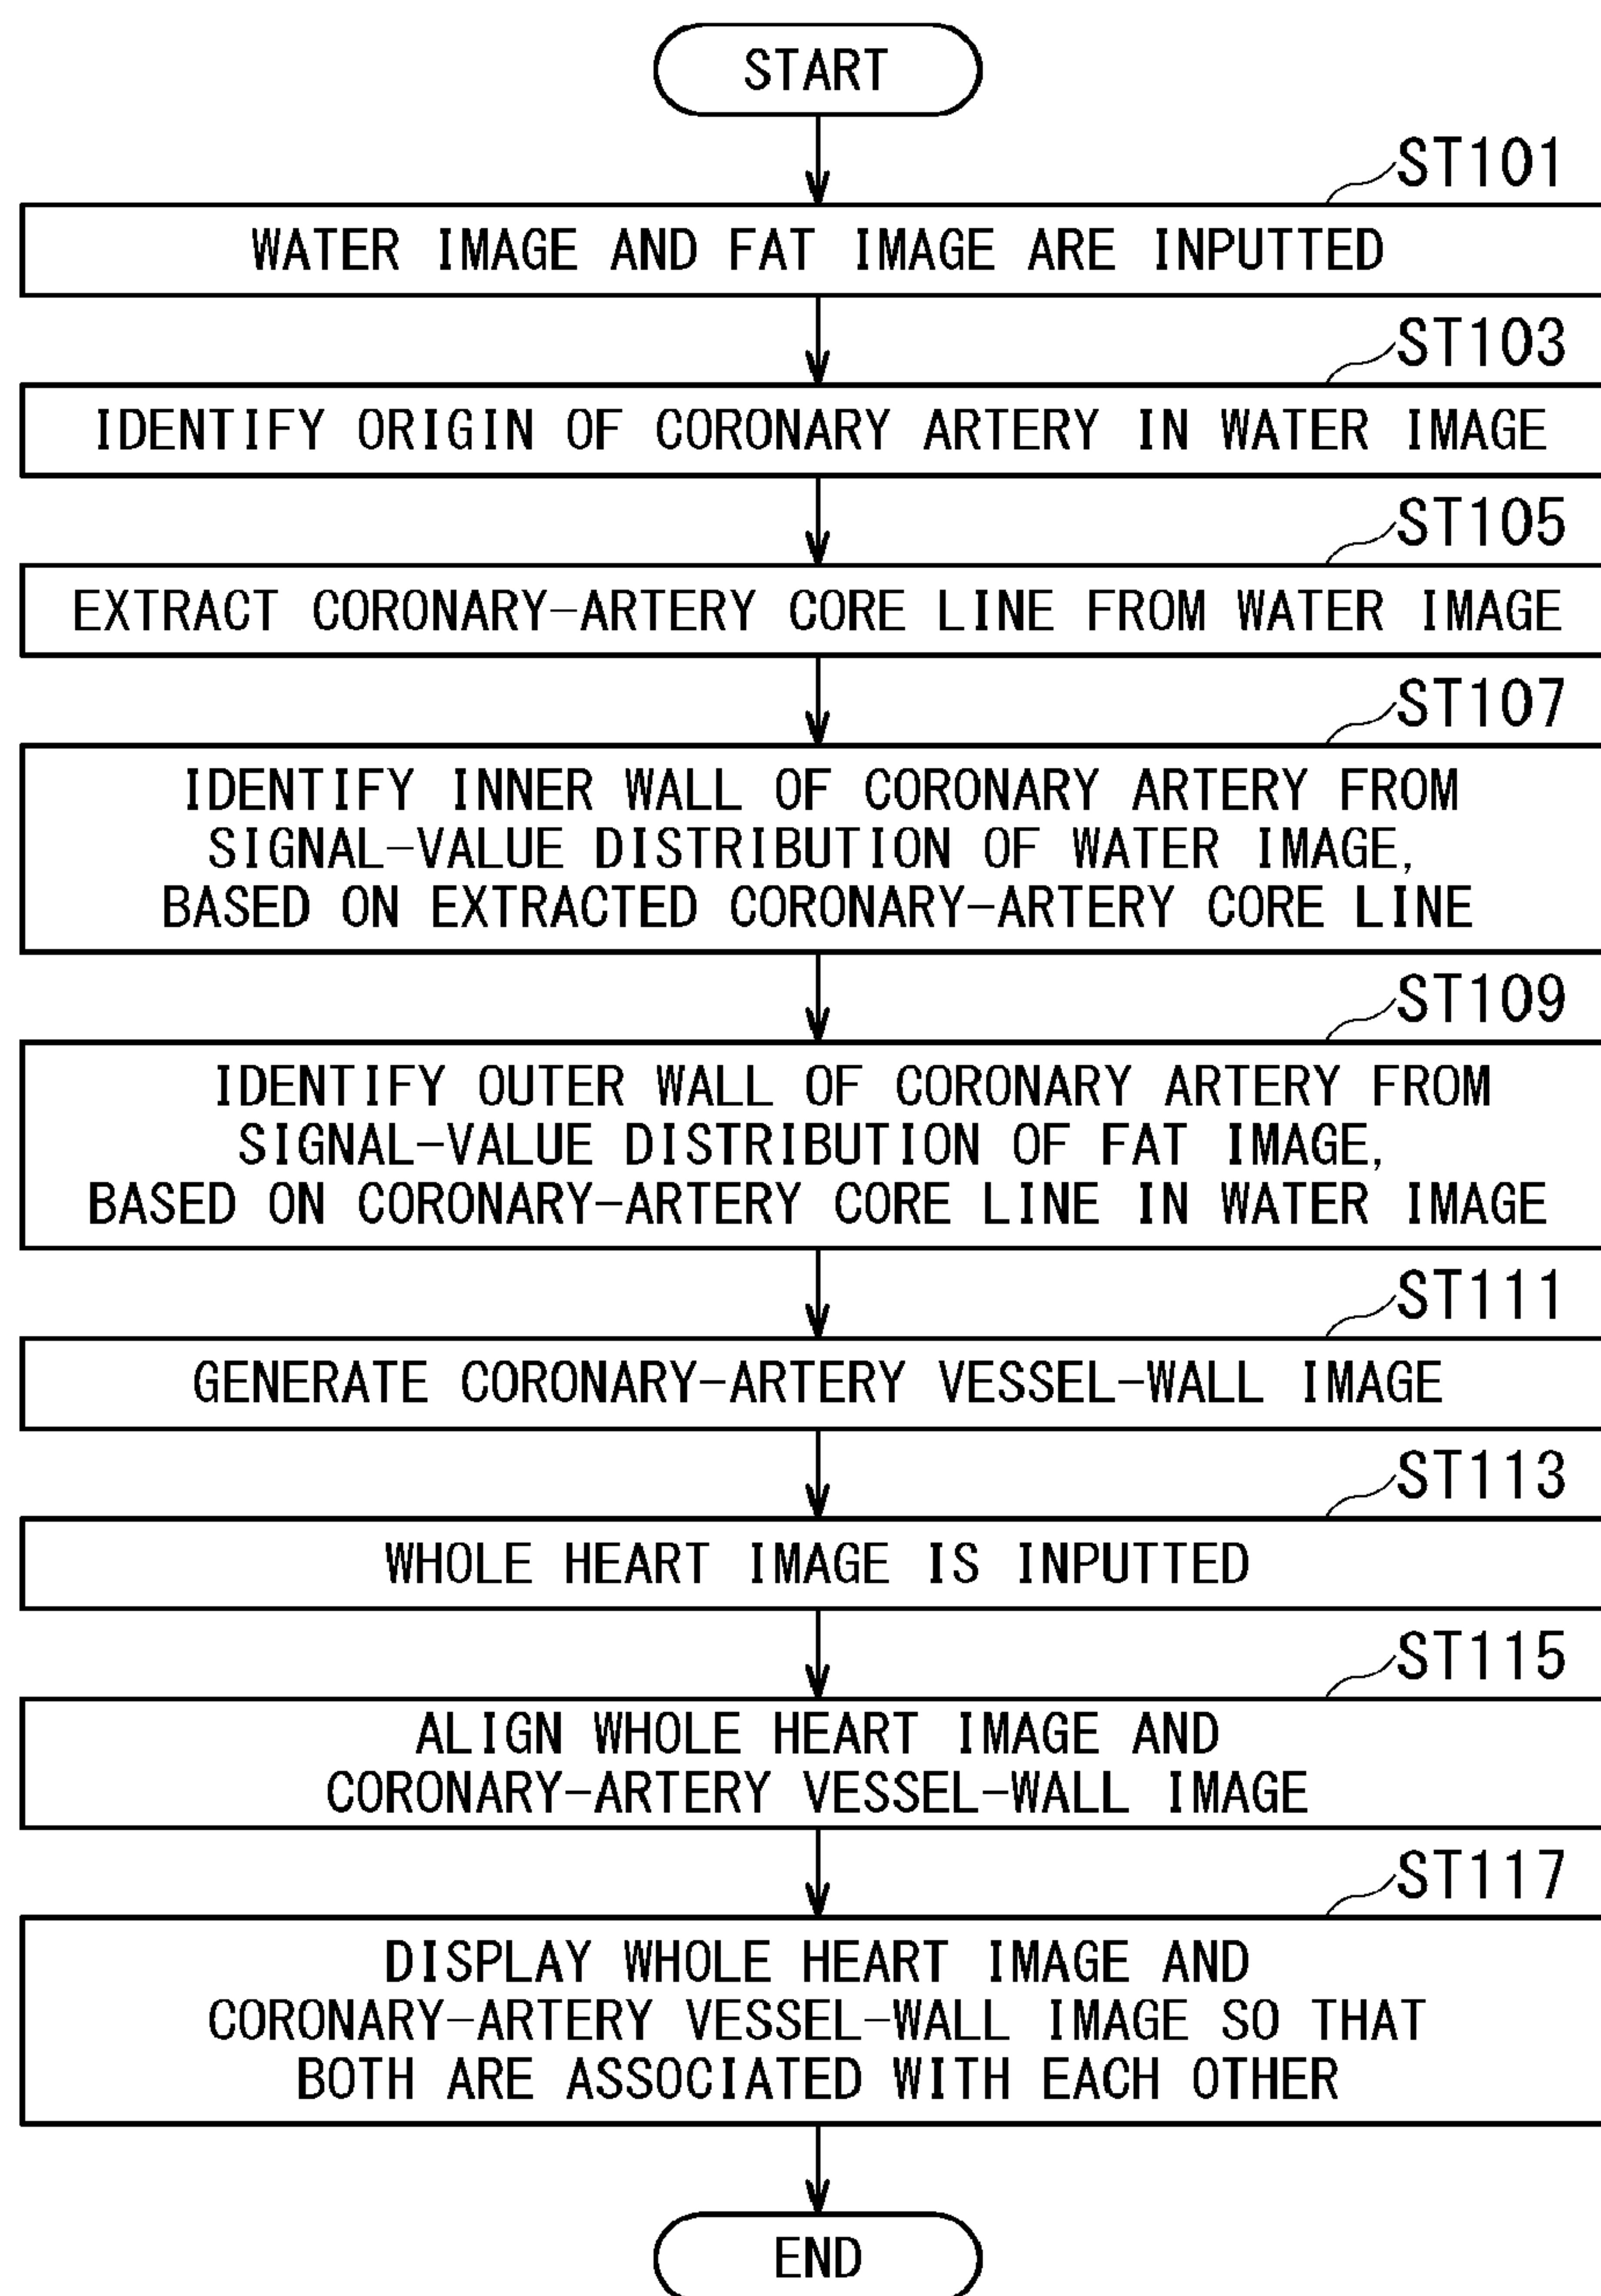 START
ST101
WATER IMAGE AND FAT IMAGE ARE INPUTTED
ST103
IDENTIFY ORIGIN OF CORONARY ARTERY IN WATER IMAGE
ST105
EXTRACT CORONARY-ARTERY CORE LINE FROM WATER IMAGE
ST107
IDENTIFY INNER WALL OF CORONARY ARTERY FROM
SIGNAL-VALUE DISTRIBUTION OF WATER IMAGE,
BASED ON EXTRACTED CORONARY-ARTERY CORE LINE
ST109
IDENTIFY OUTER WALL OF CORONARY ARTERY FROM
SIGNAL-VALUE DISTRIBUTION OF FAT IMAGE,
BASED ON CORONARY-ARTERY CORE LINE IN WATER IMAGE
ST111
GENERATE CORONARY-ARTERY VESSEL-WALL IMAGE
ST113
WHOLE HEART IMAGE IS INPUTTED
ST115
ALIGN WHOLE HEART IMAGE AND
CORONARY-ARTERY VESSEL-WALL IMAGE
ST117
DISPLAY WHOLE HEART IMAGE AND
CORONARY-ARTERY VESSEL-WALL IMAGE SO THAT
BOTH ARE ASSOCIATED WITH EACH OTHER
END